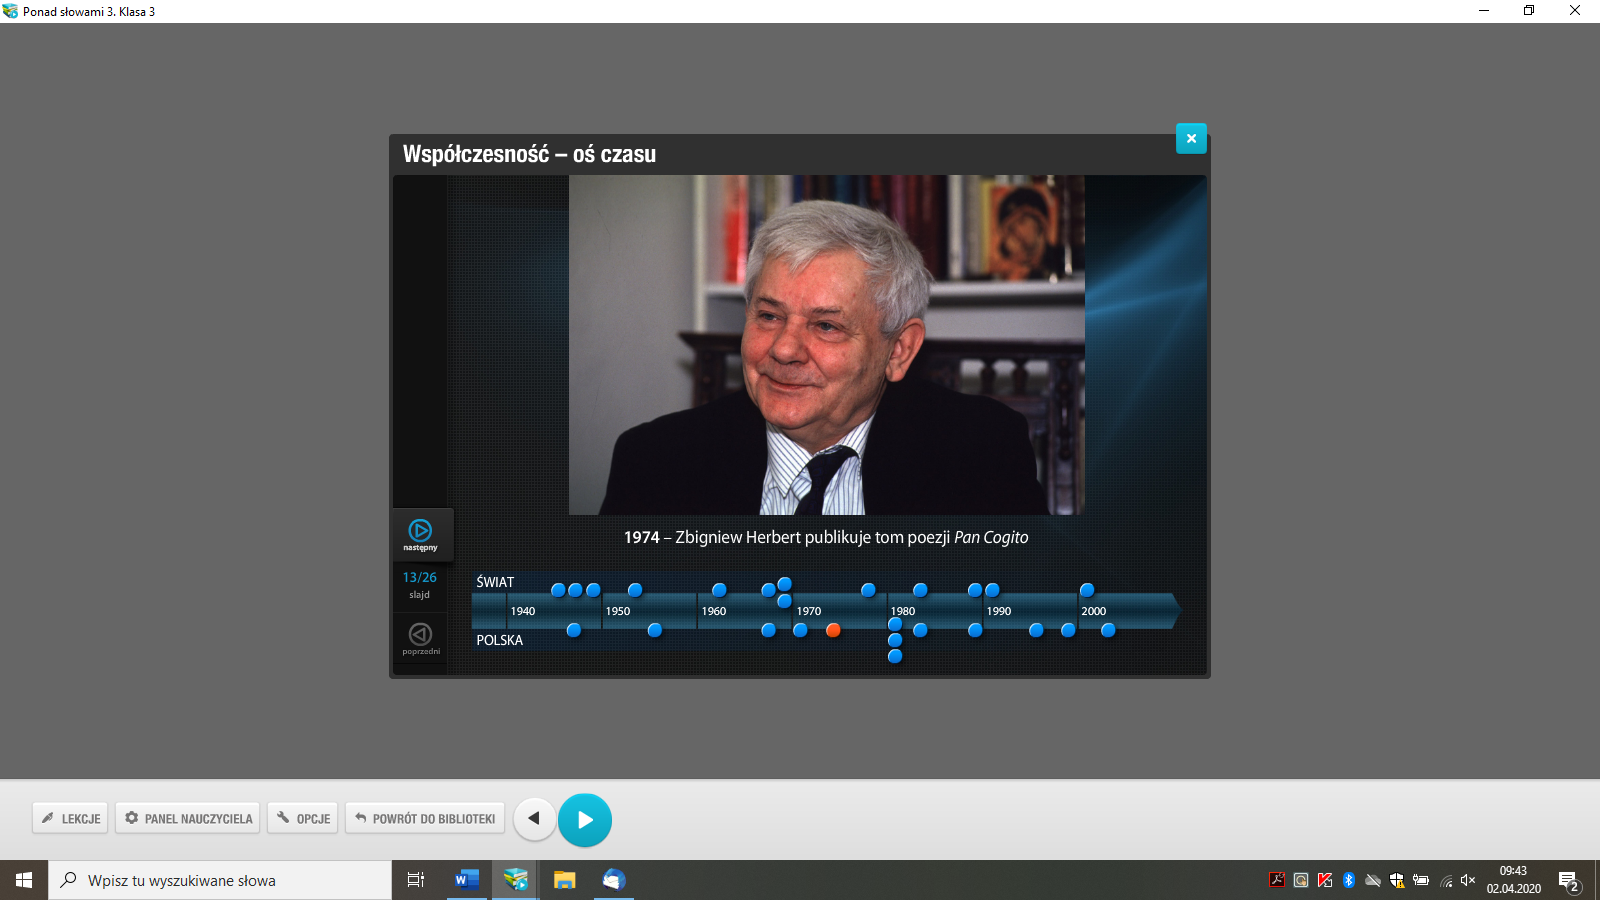 Ponad słowami 3. Klasa 3
Współczesność – oś czasu
następny
13/26
slajd
poprzedni
1974 – Zbigniew Herbert publikuje tom poezji Pan Cogito
ŚWIAT
1940 1950 1960 1970 1980 1990 2000
POLSKA
LEKCJE PANEL NAUCZYCIELA OPCJE POWRÓT DO BIBLIOTEKI
Wpisz tu wyszukiwane słowa
09:43
02.04.2020
2